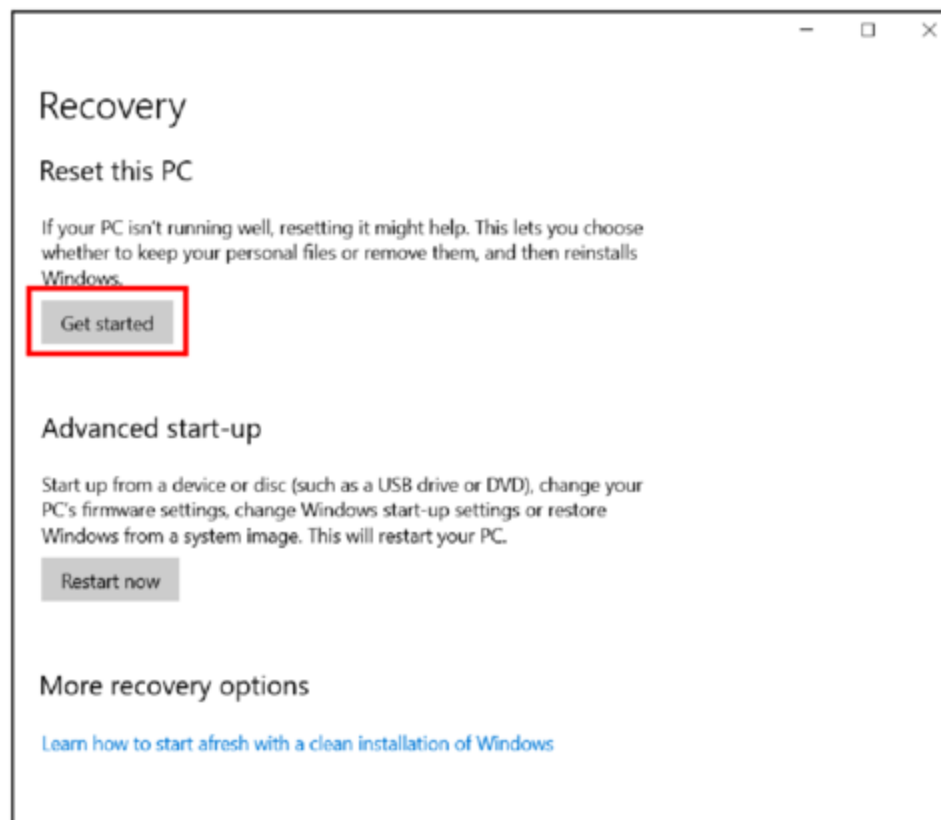 Recovery
Reset this PC
If your PC isn't running well, resetting it might help. This lets you choose
whether to keep your personal files or remove them, and then reinstalls
Windows.
Get started
Advanced start-up
Start up from a device or disc (such as a USB drive or DVD), change your
PC's firmware settings, change Windows start-up settings or restore
Windows from a system image. This will restart your PC.
Restart now
More recovery options
Learn how to start afresh with a clean installation of Windows